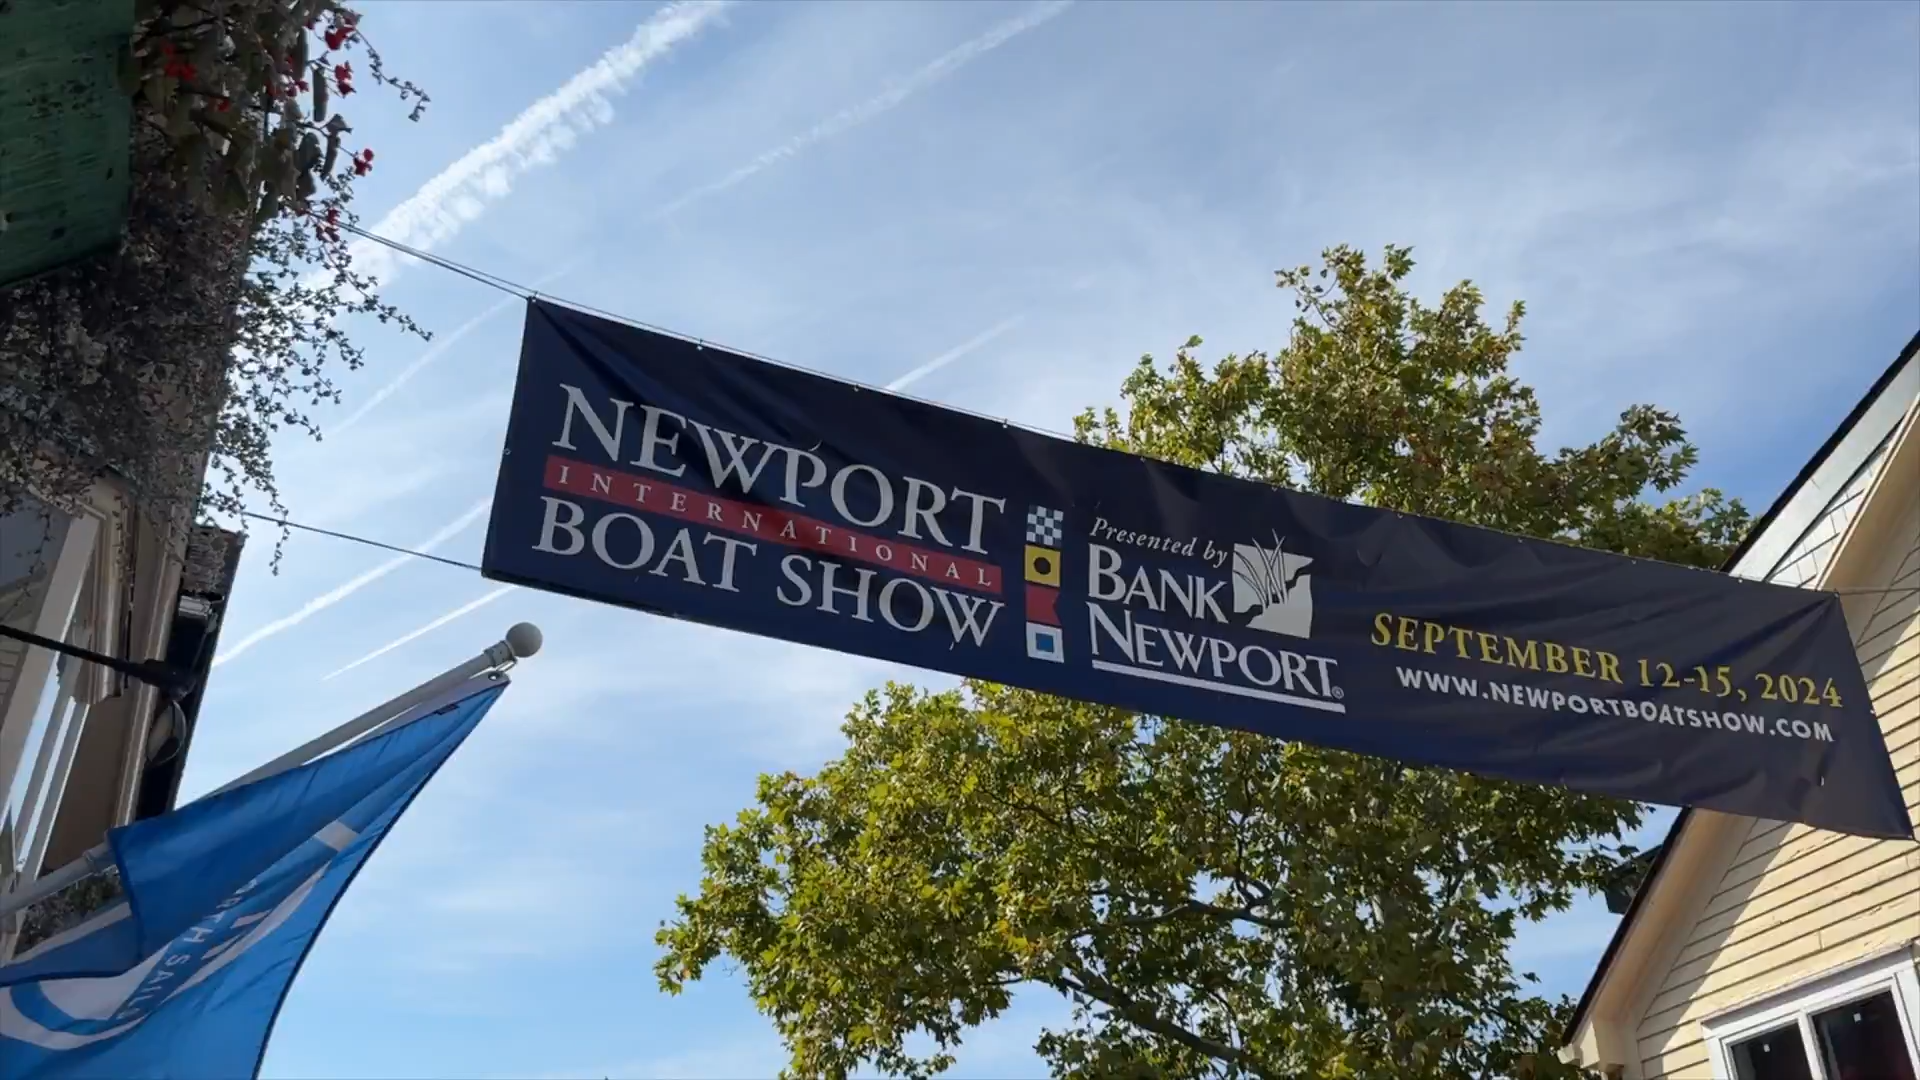 NEWPORT
INTERNATIONAL
BOAT SHOW
Presented by
BANK
NEWPORT®
SEPTEMBER 12-15, 2024
WWW.NEWPORTBOATSHOW.COM